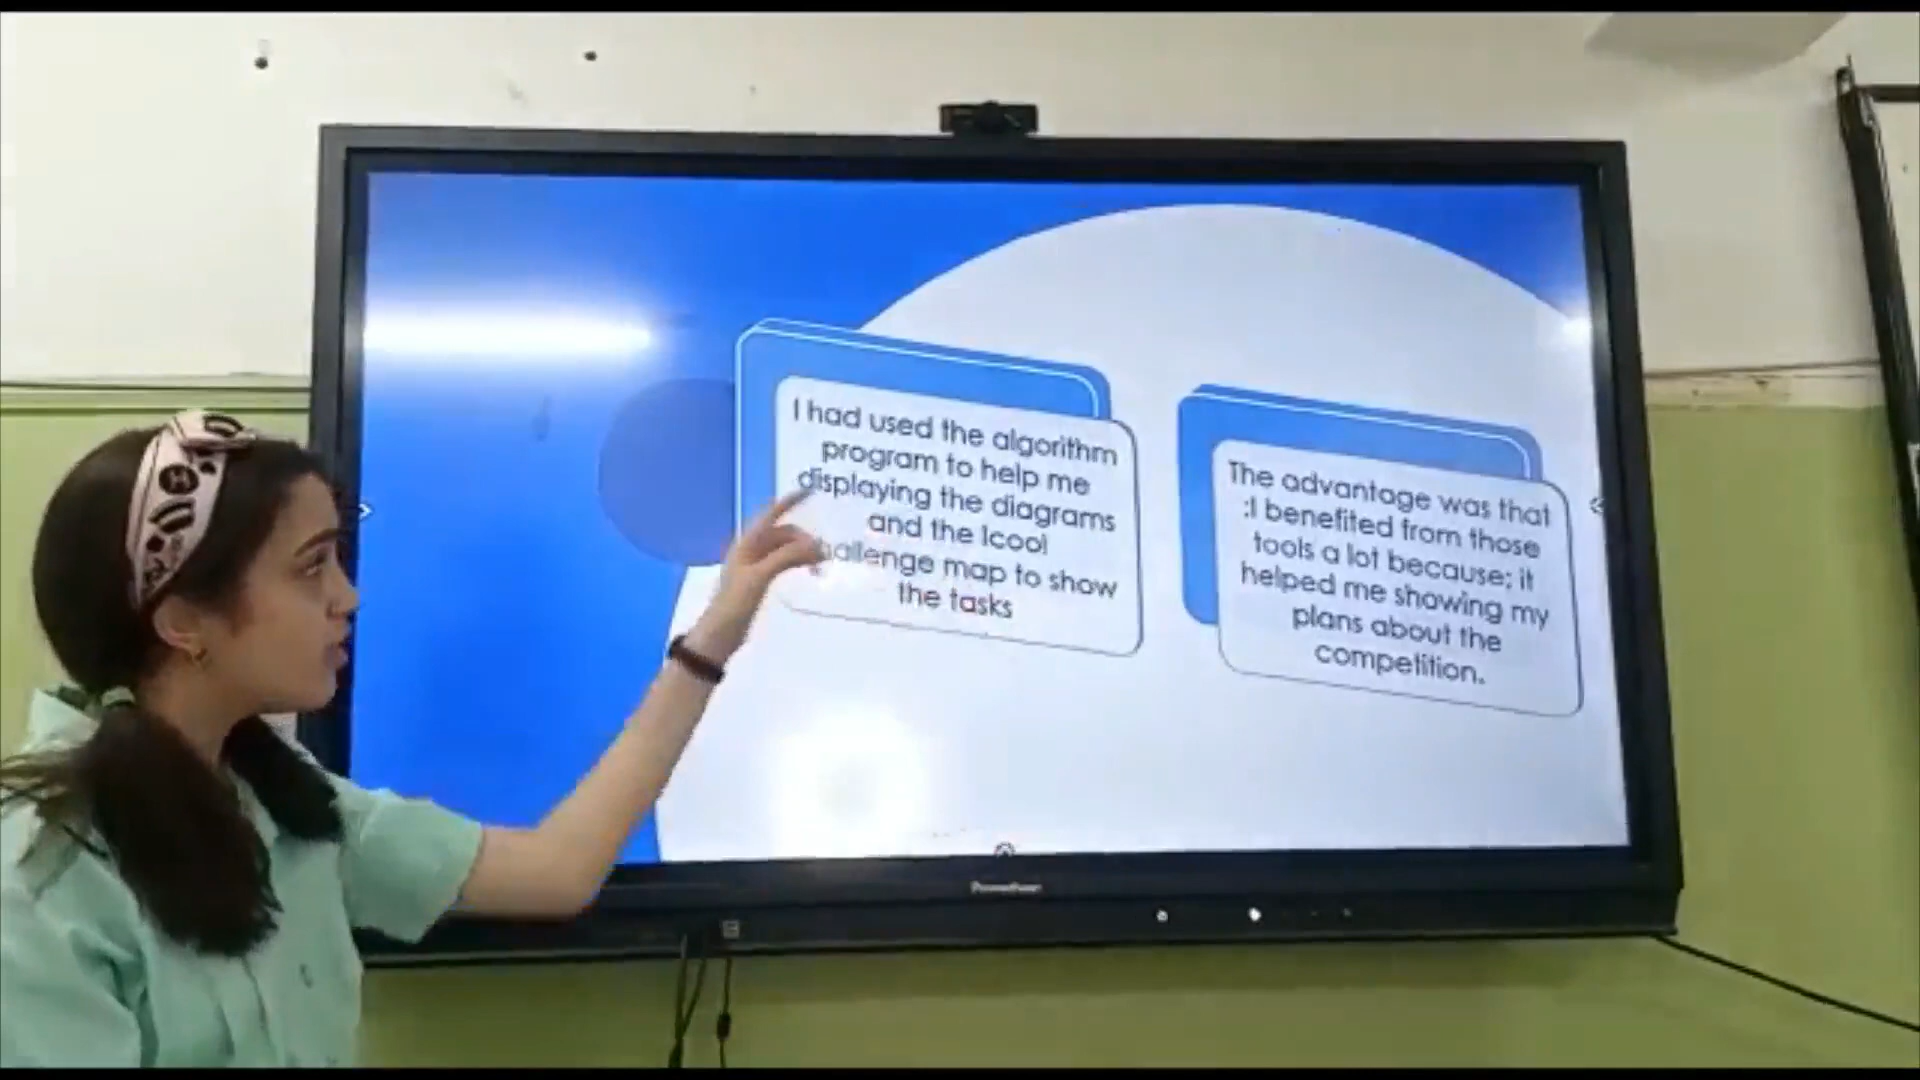 I had used the algorithm
program to help me
displaying the diagrams
and the Icool
challenge map to show
the tasks
The advantage was that
:I benefited from those
tools a lot because; it
helped me showing my
plans about the
competition.
Promethean